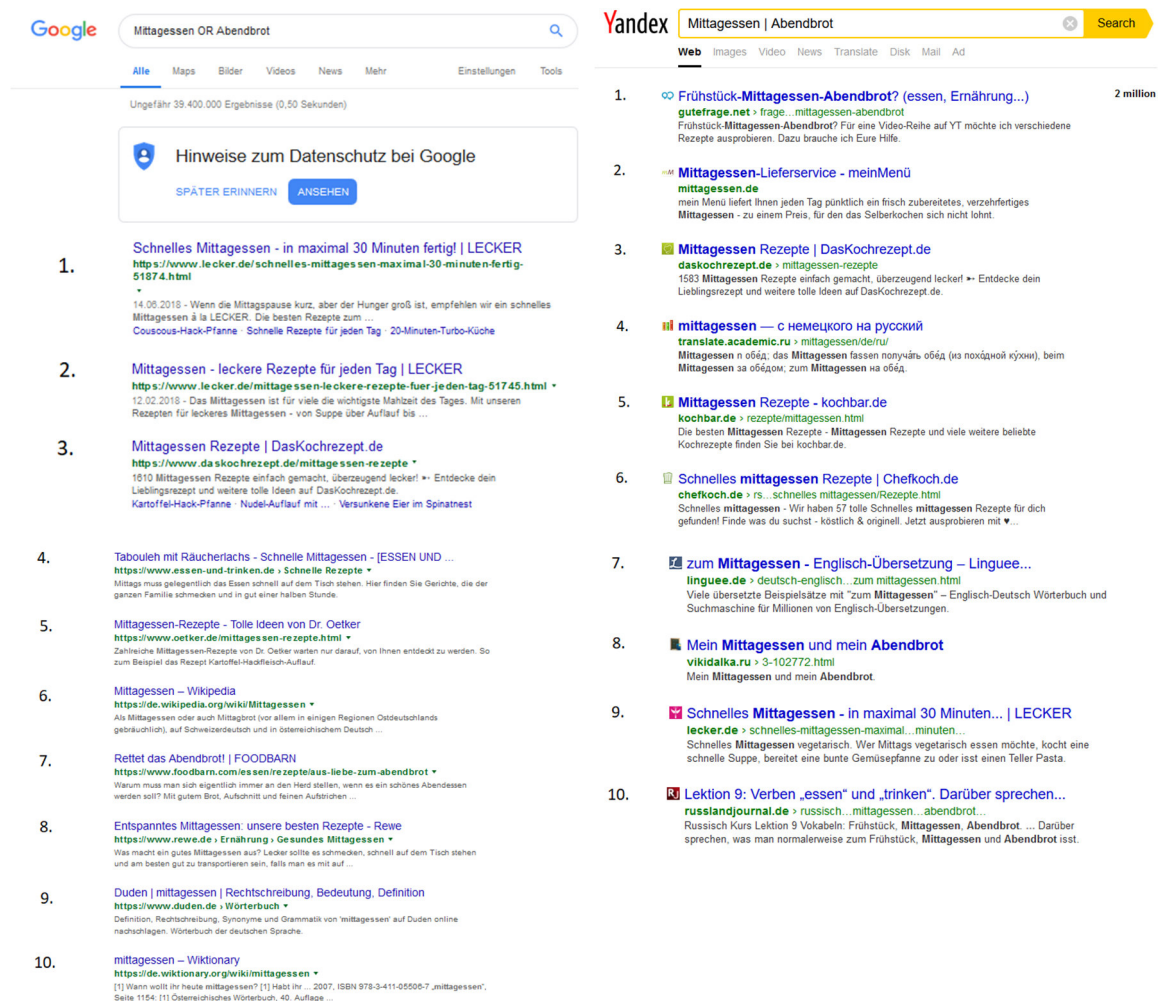 Google
Mittagessen OR Abendbrot
Alle Maps Bilder Videos News Mehr Einstellungen Tools
Ungefähr 39.400.000 Ergebnisse (0,50 Sekunden)
Hinweise zum Datenschutz bei Google
SPÄTER ERINNERN ANSEHEN
1.
Schnelles Mittagessen - in maximal 30 Minuten fertig! | LECKER
https://www.lecker.de/schnelles-mittagessen-maximal-30-minuten-fertig-
51874.html
14.06.2018 - Wenn die Mittagspause kurz, aber der Hunger groß ist, empfehlen wir ein schnelles
Mittagessen á la LECKER. Die besten Rezepte zum ...
Couscous-Hack-Pfanne · Schnelle Rezepte für jeden Tag · 20-Minuten-Turbo-Küche
2.
Mittagessen - leckere Rezepte für jeden Tag | LECKER
https://www.lecker.de/mittagessen-leckere-rezepte-fuer-jeden-tag-51745.html
12.02.2018 - Das Mittagessen ist für viele die wichtigste Mahlzeit des Tages. Mit unseren
Rezepten für leckeres Mittagessen - von Suppe über Auflauf bis ...
3.
Mittagessen Rezepte | DasKochrezept.de
https://www.daskochrezept.de/mittagessen-rezepte
1610 Mittagessen Rezepte einfach gemacht, überzeugend lecker! ➳ Entdecke dein
Lieblingsrezept und weitere tolle Ideen auf DasKochrezept.de.
Kartoffel-Hack-Pfanne · Nudel-Auflauf mit ... · Versunkene Eier im Spinatnest
4.
Tabouleh mit Räucherlachs - Schnelle Mittagessen - [ESSEN UND ...
https://www.essen-und-trinken.de › Schnelle Rezepte
Mittags muss gelegentlich das Essen schnell auf dem Tisch stehen. Hier finden Sie Gerichte, die der
ganzen Familie schmecken und in gut einer halben Stunde.
5.
Mittagessen-Rezepte - Tolle Ideen von Dr. Oetker
https://www.oetker.de/mittagessen-rezepte.html
Zahlreiche Mittagessen-Rezepte von Dr. Oetker warten nur darauf, von Ihnen entdeckt zu werden. So
zum Beispiel das Rezept Kartoffel-Hackfleisch-Auflauf.
6.
Mittagessen – Wikipedia
https://de.wikipedia.org/wiki/Mittagessen
Als Mittagessen oder auch Mittagbrot (vor allem in einigen Regionen Ostdeutschlands
gebräuchlich), auf Schweizerdeutsch und in österreichischem Deutsch ...
7.
Rettet das Abendbrot! | FOODBARN
https://www.foodbarn.com/essen/rezepte/aus-liebe-zum-abendbrot
Warum muss man sich eigentlich immer an den Herd stellen, wenn es ein schönes Abendessen
werden soll? Mit gutem Brot, Aufschnitt und feinen Aufstrichen ...
8.
Entspanntes Mittagessen: unsere besten Rezepte - Rewe
https://www.rewe.de › Ernährung › Gesundes Mittagessen
Was macht ein gutes Mittagessen aus? Lecker sollte es schmecken, schnell auf dem Tisch stehen
und am besten gut zu transportieren sein, falls man es mit auf ...
9.
Duden | mittagessen | Rechtschreibung, Bedeutung, Definition
https://www.duden.de › Wörterbuch
Definition, Rechtschreibung, Synonyme und Grammatik von 'mittagessen' auf Duden online
nachschlagen. Wörterbuch der deutschen Sprache.
10.
mittagessen – Wiktionary
https://de.wiktionary.org/wiki/mittagessen
[1] Wann wollt ihr heute mittagessen? [1] Habt ihr ... 2007, ISBN 978-3-411-05506-7 „mittagessen",
Seite 1154; [1] Österreichisches Wörterbuch, 40. Auflage ...
Yandex
Mittagessen | Abendbrot
Search
Web Images Video News Translate Disk Mail Ad
2 million
1.
Frühstück-Mittagessen-Abendbrot? (essen, Ernährung...)
gutefrage.net › frage…mittagessen-abendbrot
Frühstück-Mittagessen-Abendbrot? Für eine Video-Reihe auf YT möchte ich verschiedene
Rezepte ausprobieren. Dazu brauche ich Eure Hilfe.
2.
Mittagessen-Lieferservice - meinMenü
mittagessen.de
mein Menü liefert Ihnen jeden Tag pünktlich ein frisch zubereitetes, verzehrfertiges
Mittagessen - zu einem Preis, für den das Selberkochen sich nicht lohnt.
3.
Mittagessen Rezepte | DasKochrezept.de
daskochrezept.de › mittagessen-rezepte
1583 Mittagessen Rezepte einfach gemacht, überzeugend lecker! ➳ Entdecke dein
Lieblingsrezept und weitere tolle Ideen auf DasKochrezept.de.
4.
mittagessen — с немецкого на русский
translate.academic.ru › mittagessen/de/ru/
Mittagessen n обе́д; das Mittagessen fassen получа́ть обе́д (из похо́дной ку́хни), beim
Mittagessen за обе́дом; zum Mittagessen на обе́д.
5.
Mittagessen Rezepte - kochbar.de
kochbar.de › rezepte/mittagessen.html
Die besten Mittagessen Rezepte - Mittagessen Rezepte und viele weitere beliebte
Kochrezepte finden Sie bei kochbar.de.
6.
Schnelles mittagessen Rezepte | Chefkoch.de
chefkoch.de › rs…schnelles mittagessen/Rezepte.html
Schnelles mittagessen - Wir haben 57 tolle Schnelles mittagessen Rezepte für dich
gefunden! Finde was du suchst - köstlich & originell. Jetzt ausprobieren mit ♥...
7.
zum Mittagessen - Englisch-Übersetzung – Linguee...
linguee.de › deutsch-englisch…zum mittagessen.html
Viele übersetzte Beispielsätze mit "zum Mittagessen" – Englisch-Deutsch Wörterbuch und
Suchmaschine für Millionen von Englisch-Übersetzungen.
8.
Mein Mittagessen und mein Abendbrot
vikidalka.ru › 3-102772.html
Mein Mittagessen und mein Abendbrot.
9.
Schnelles Mittagessen - in maximal 30 Minuten... | LECKER
lecker.de › schnelles-mittagessen-maximal…minuten…
Schnelles Mittagessen vegetarisch. Wer Mittags vegetarisch essen möchte, kocht eine
schnelle Suppe, bereitet eine bunte Gemüsepfanne zu oder isst einen Teller Pasta.
10.
Lektion 9: Verben „essen" und „trinken". Darüber sprechen...
russlandjournal.de › russisch…mittagessen…abendbrot…
Russisch Kurs Lektion 9 Vokabeln: Frühstück, Mittagessen, Abendbrot. ... Darüber
sprechen, was man normalerweise zum Frühstück, Mittagessen und Abendbrot isst.